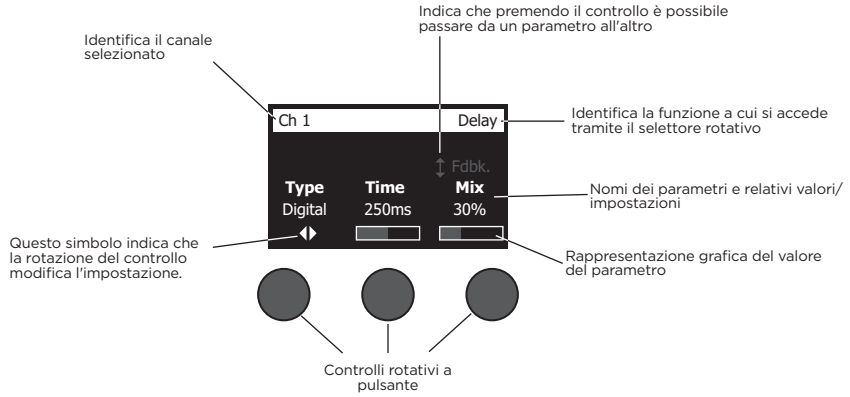 Indica che premendo il controllo è possibile
passare da un parametro all'altro
Identifica il canale
selezionato
Ch 1
Delay
Identifica la funzione a cui si accede
tramite il selettore rotativo
Fdbk.
Type
Time
Mix
Digital
250ms
30%
Nomi dei parametri e relativi valori/
impostazioni
Questo simbolo indica che
la rotazione del controllo
modifica l'impostazione.
Rappresentazione grafica del valore
del parametro
Controlli rotativi a
pulsante